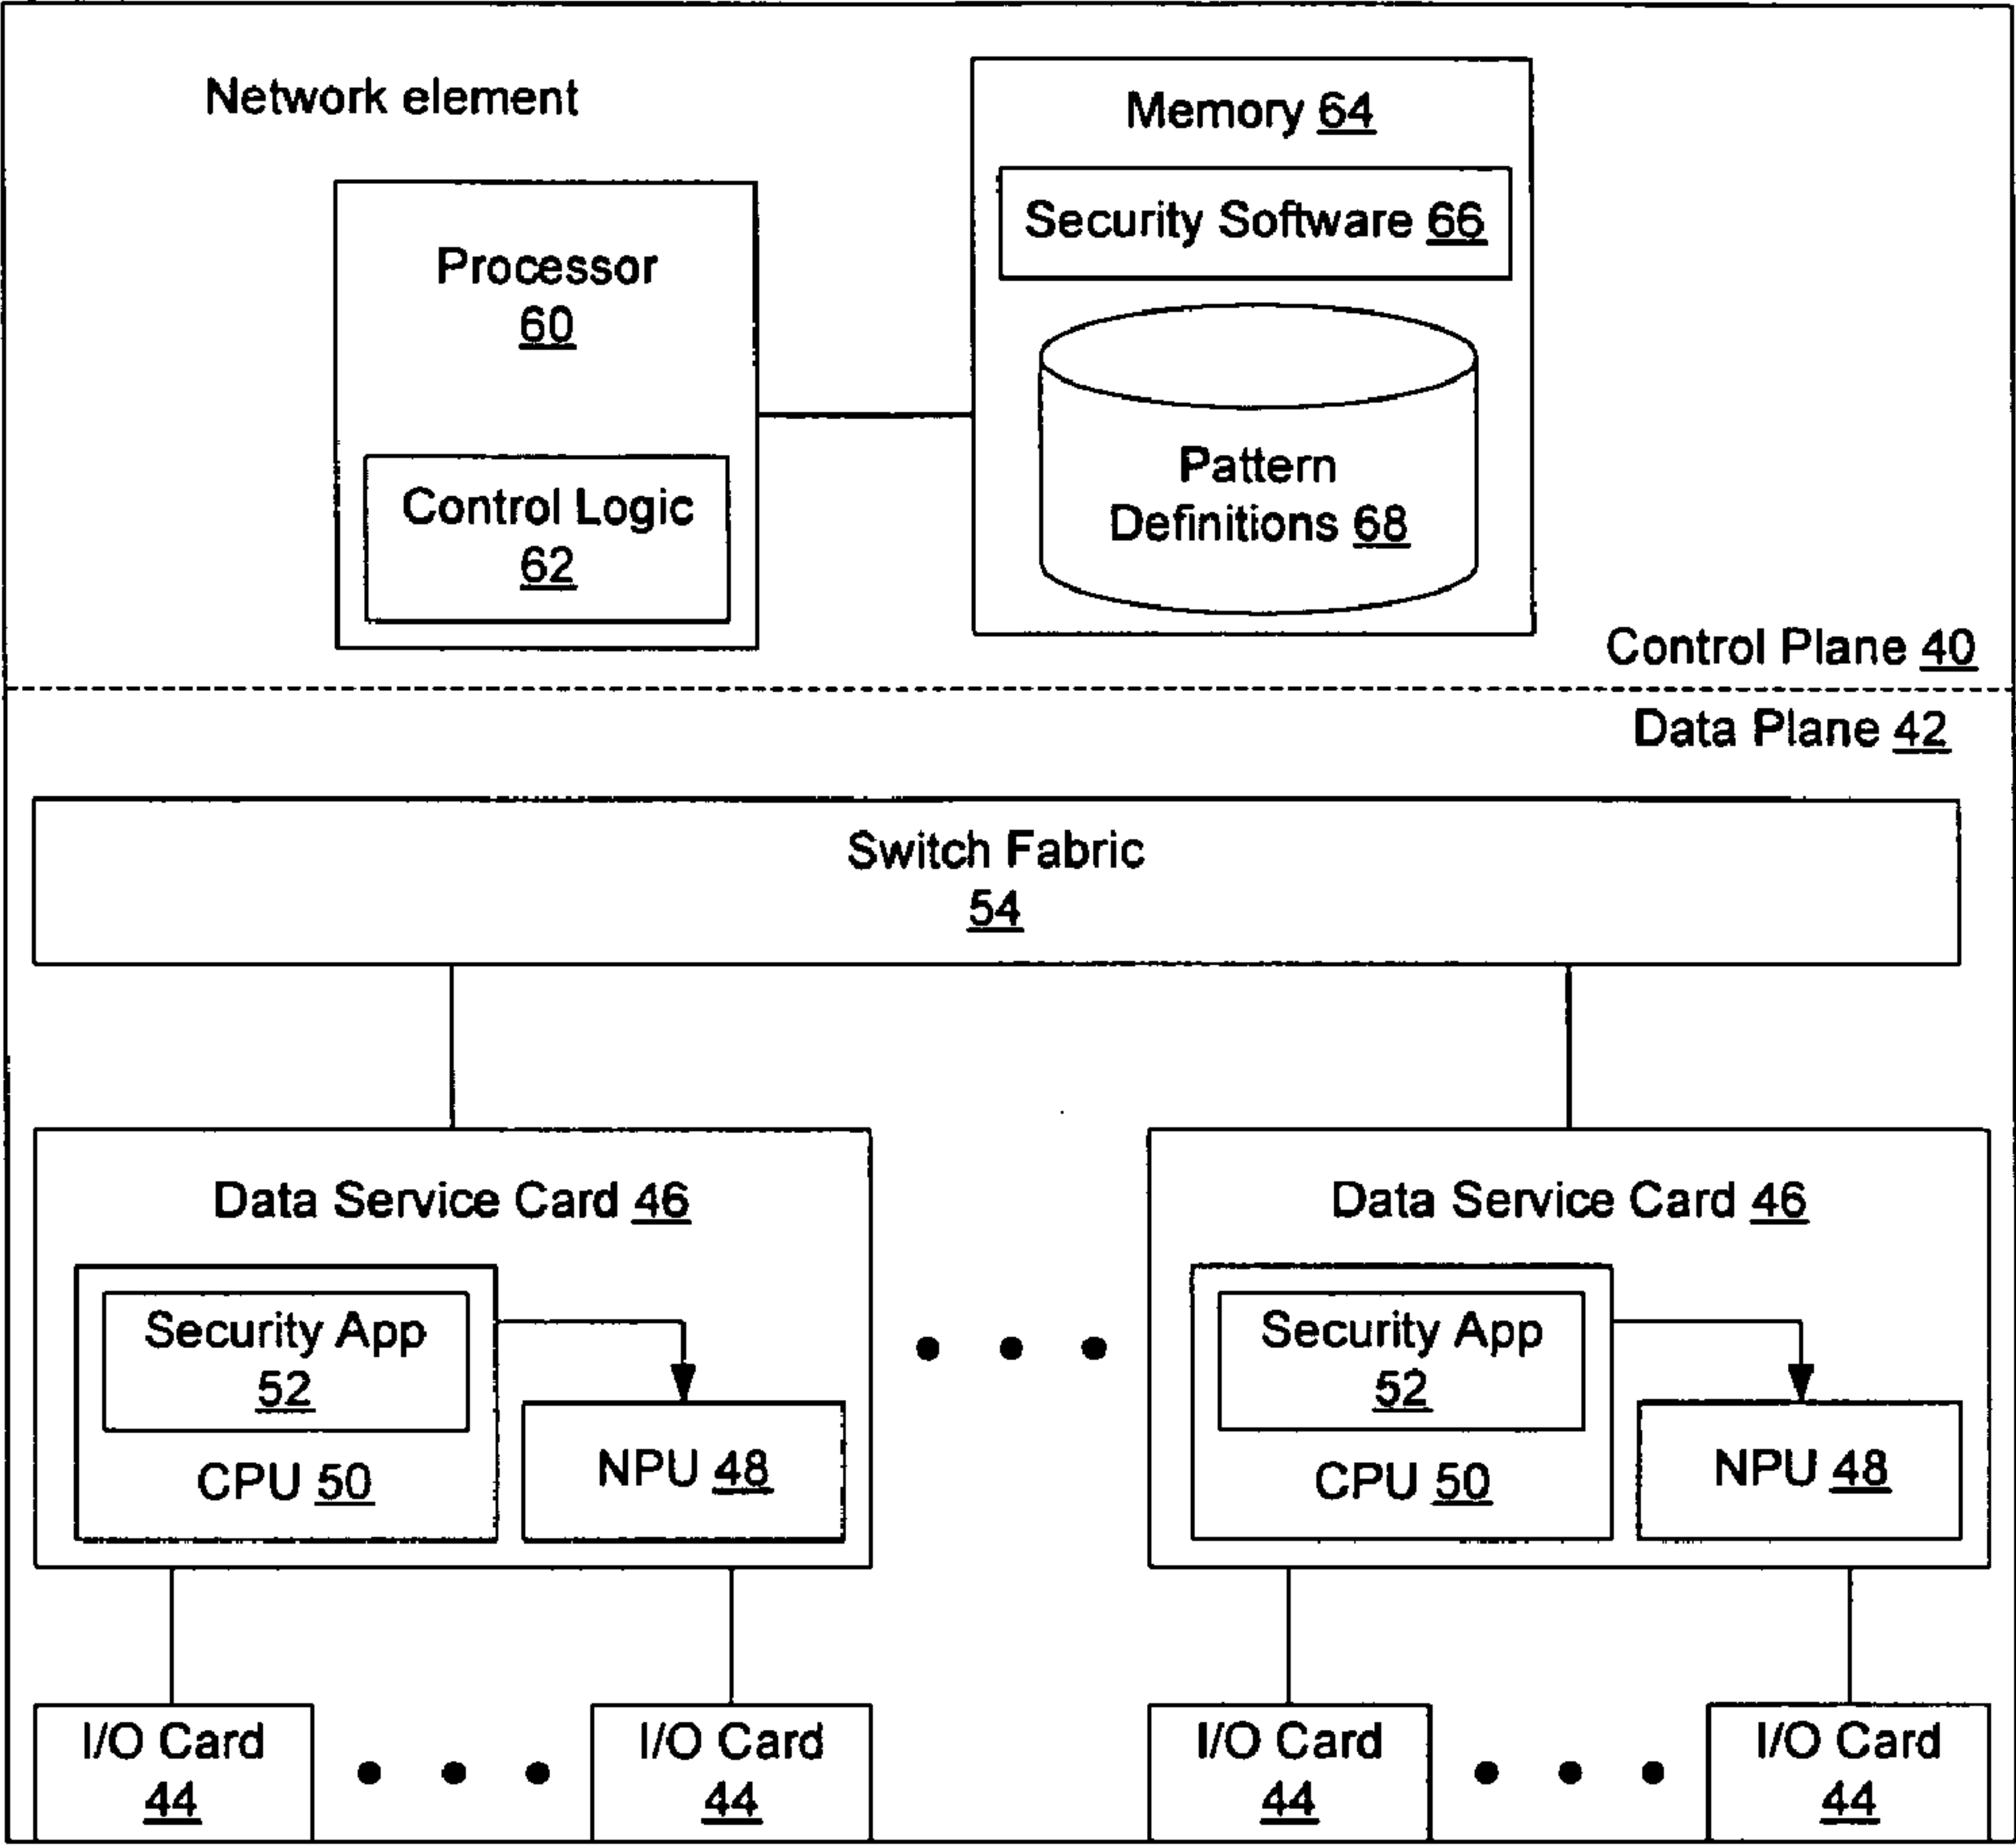 Network element
Memory 64
Security Software 66
Processor
60
Pattern
Definitions 68
Control Logic
62
Control Plane 40
Data Plane 42
Switch Fabric
54
Data Service Card 46
Security App
52
CPU 50
NPU 48
Data Service Card 46
Security App
52
CPU 50
NPU 48
I/O Card
44
I/O Card
44
I/O Card
44
I/O Card
44